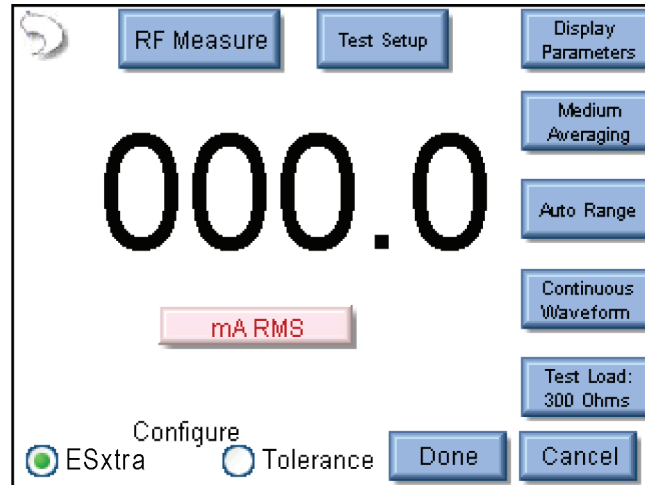 RF Measure
Test Setup
Display
Parameters
Medium
Averaging
000.0
Auto Range
Continuous
Waveform
mA RMS
Test Load:
300 Ohms
Configure
ESxtra
Tolerance
Done
Cancel